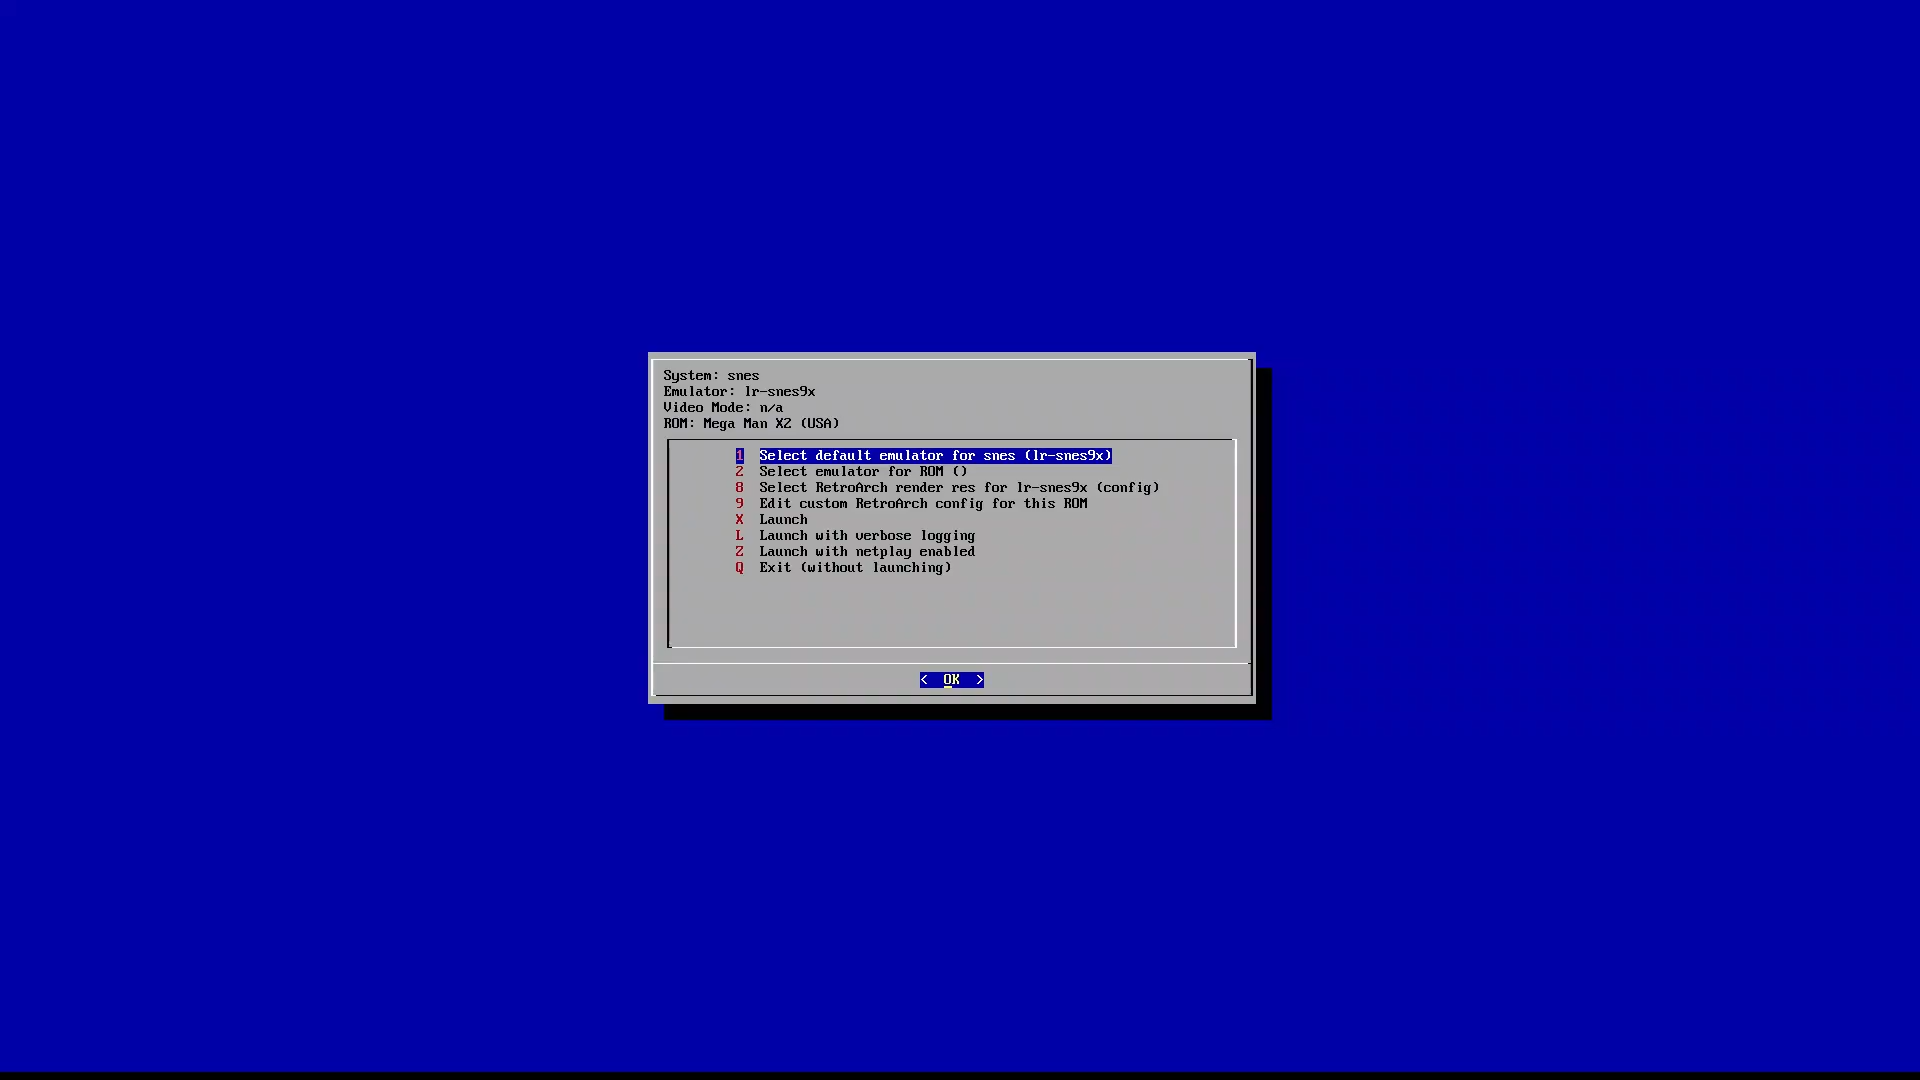 System: snes
Emulator: lr-snes9x
Video Mode: n/a
ROM: Mega Man X2 (USA)
1 Select default emulator for snes (lr-snes9x)
2 Select emulator for ROM ()
8 Select RetroArch render res for lr-snes9x (config)
9 Edit custom RetroArch config for this ROM
X Launch
L Launch with verbose logging
Z Launch with netplay enabled
Q Exit (without launching)
< OK >